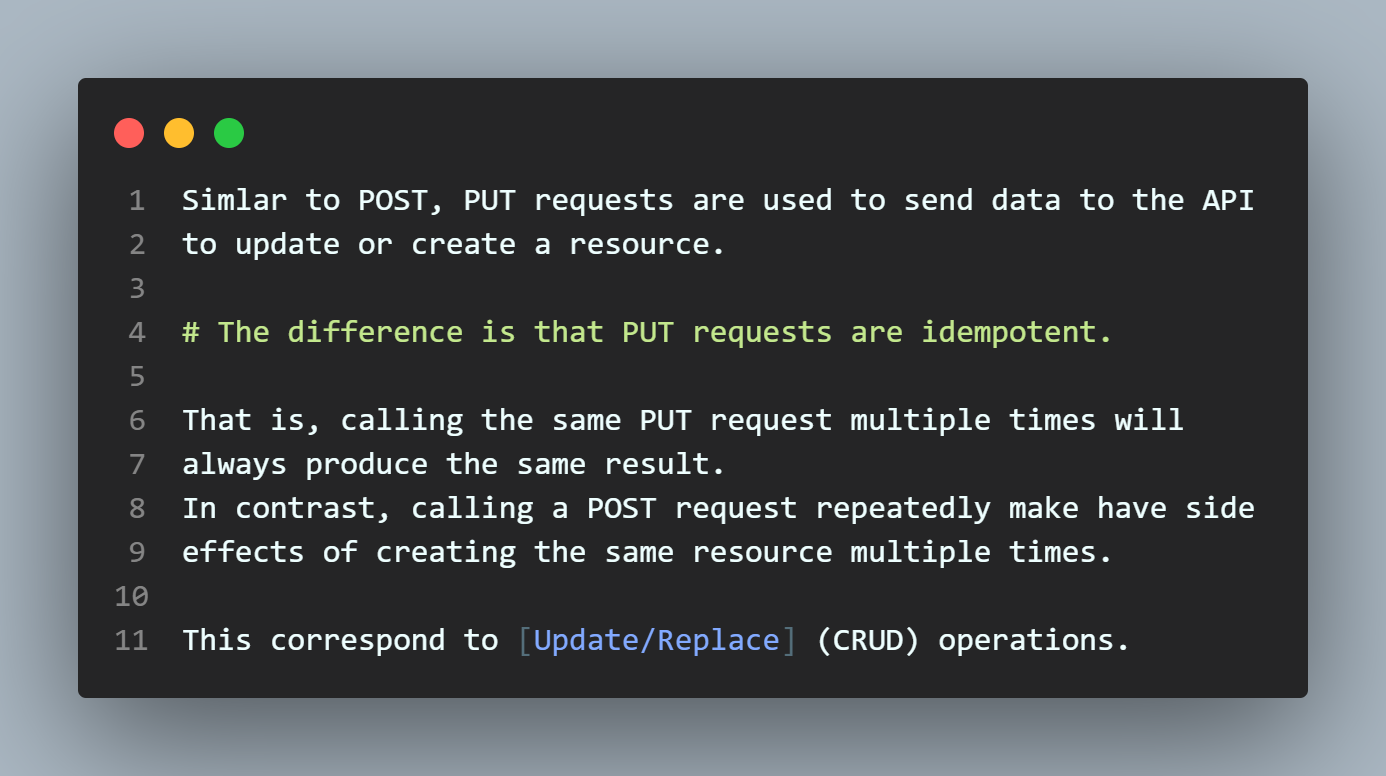 1 Simlar to POST, PUT requests are used to send data to the API
2 to update or create a resource.
3
4 # The difference is that PUT requests are idempotent.
5
6 That is, calling the same PUT request multiple times will
7 always produce the same result.
8 In contrast, calling a POST request repeatedly make have side
9 effects of creating the same resource multiple times.
10
11 This correspond to [Update/Replace] (CRUD) operations.